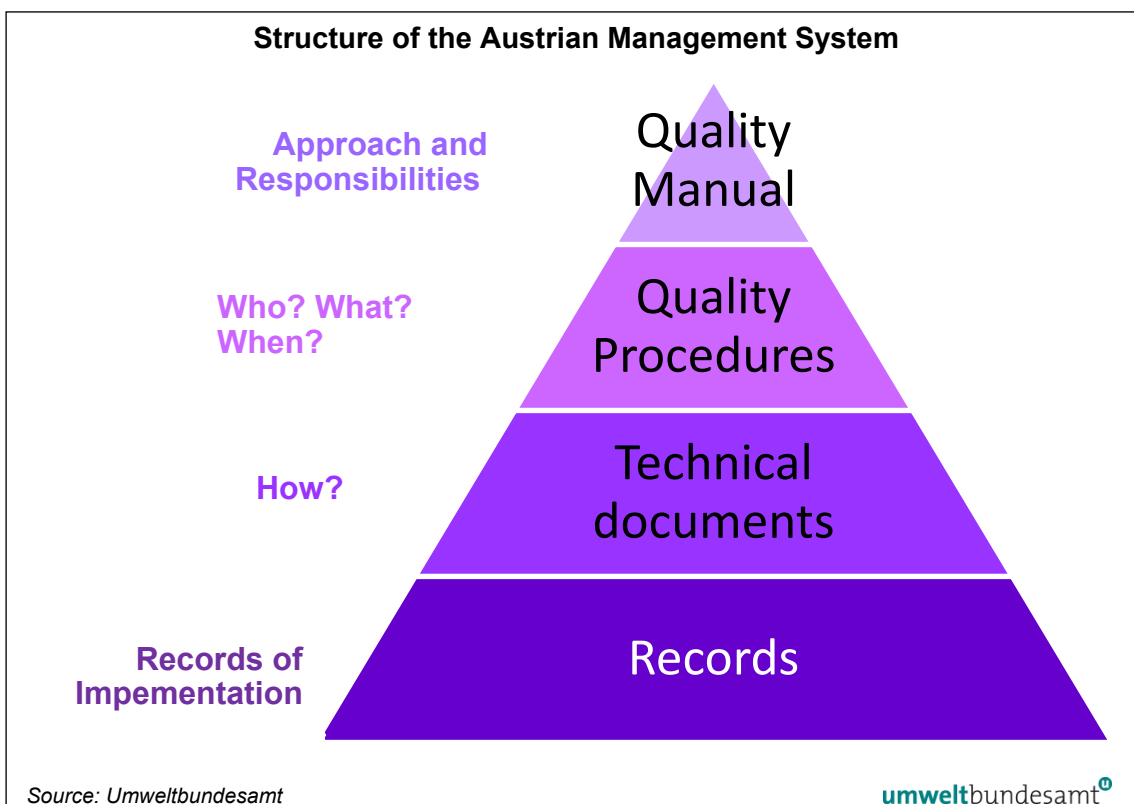 Structure of the Austrian Management System
Approach and
Responsibilities
Quality
Manual
Who? What?
When?
Quality
Procedures
How?
Technical
documents
Records of
Impementation
Records
Source: Umweltbundesamt
umweltbundesamt
u